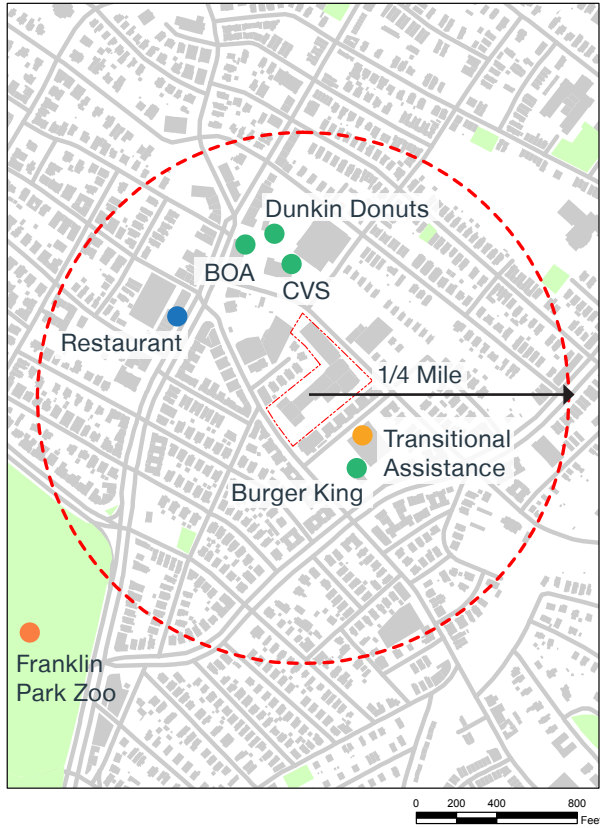 Dunkin Donuts
BOA
CVS
Restaurant
1/4 Mile
Transitional
Assistance
Burger King
Franklin
Park Zoo
0 200 400 800
Feet